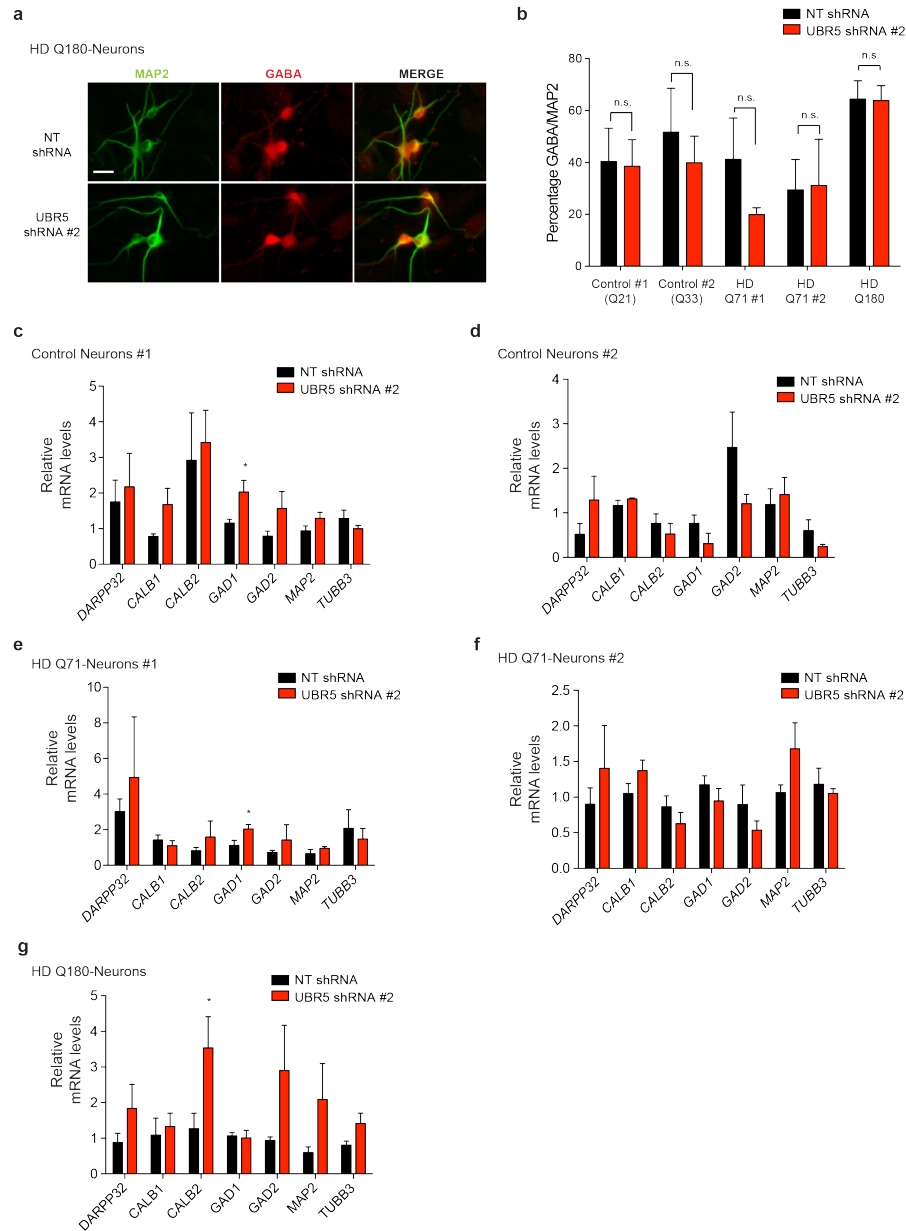 a
HD Q180-Neurons
MAP2 GABA MERGE
NT
shRNA
UBR5
shRNA #2
b
NT shRNA
UBR5 shRNA #2
Percentage GABA/MAP2
80
60
40
20
0
n.s. n.s. n.s. n.s. n.s.
Control #1
(Q21)
Control #2
(Q33)
HD
Q71 #1
HD
Q71 #2
HD
Q180
c
Control Neurons #1
NT shRNA
UBR5 shRNA #2
Relative
mRNA levels
5
4
3
2
1
0
*
DARPP32 CALB1 CALB2 GAD1 GAD2 MAP2 TUBB3
d
Control Neurons #2
NT shRNA
UBR5 shRNA #2
Relative
mRNA levels
4
3
2
1
0
DARPP32 CALB1 CALB2 GAD1 GAD2 MAP2 TUBB3
e
HD Q71-Neurons #1
NT shRNA
UBR5 shRNA #2
Relative
mRNA levels
10
8
6
4
2
0
*
DARPP32 CALB1 CALB2 GAD1 GAD2 MAP2 TUBB3
f
HD Q71-Neurons #2
NT shRNA
UBR5 shRNA #2
Relative
mRNA levels
2.5
2.0
1.5
1.0
0.5
0.0
DARPP32 CALB1 CALB2 GAD1 GAD2 MAP2 TUBB3
g
HD Q180-Neurons
NT shRNA
UBR5 shRNA #2
Relative
mRNA levels
5
4
3
2
1
0
*
DARPP32 CALB1 CALB2 GAD1 GAD2 MAP2 TUBB3